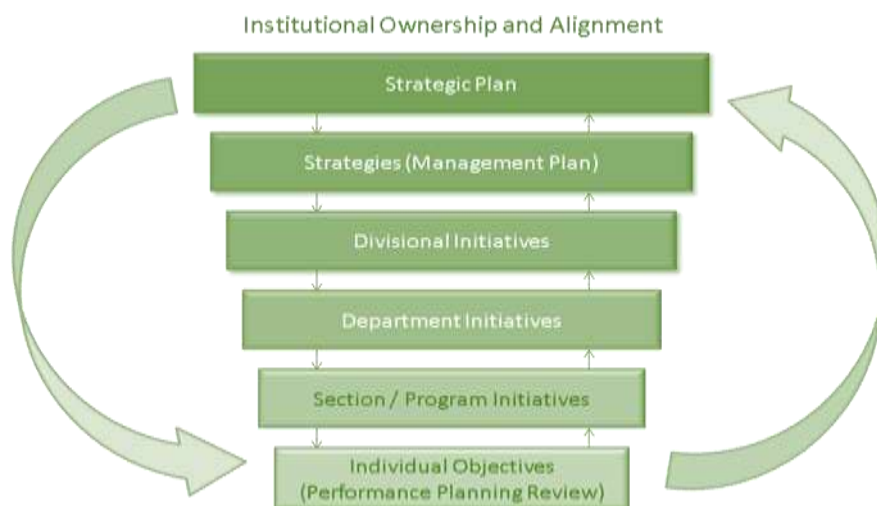 Institutional Ownership and Alignment
Strategic Plan
Strategies (Management Plan)
Divisional Initiatives
Department Initiatives
Section / Program Initiatives
Individual Objectives
(Performance Planning Review)